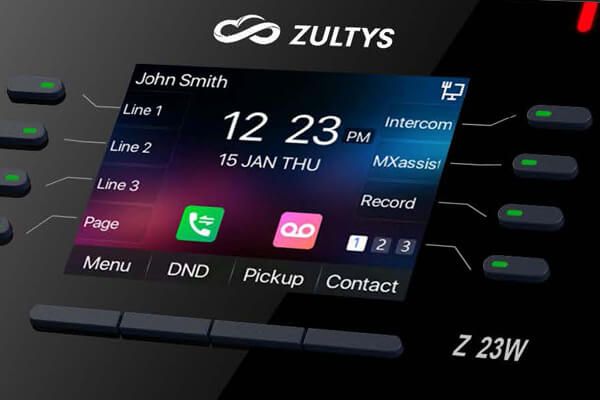 ZULTYS
John Smith
Line 1
12 23 PM
Intercom
15 JAN THU
Line 2
MXassist
Line 3
Record
Page
1 2 3
Menu DND Pickup Contact
Z 23W